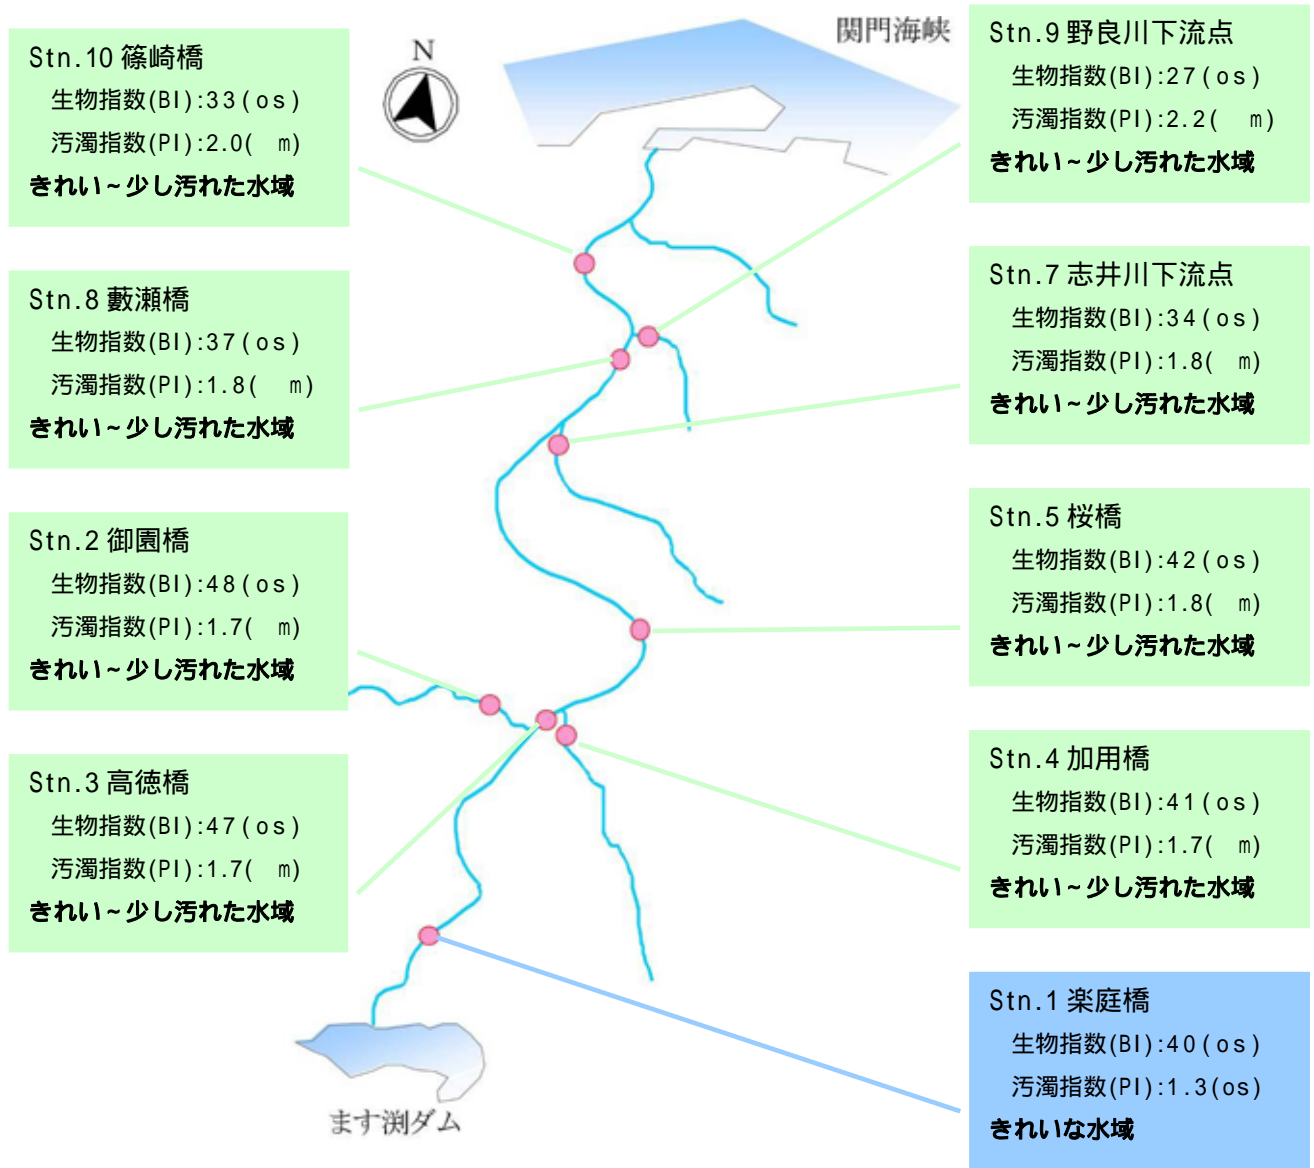 Stn.10 篠崎橋
生物指数(BI):33(os)
汚濁指数(PI):2.0(　m)
きれい~少し汚れた水域
Stn.8 藪瀬橋
生物指数(BI):37(os)
汚濁指数(PI):1.8(　m)
きれい~少し汚れた水域
Stn.2 御園橋
生物指数(BI):48(os)
汚濁指数(PI):1.7(　m)
きれい~少し汚れた水域
Stn.3 高徳橋
生物指数(BI):47(os)
汚濁指数(PI):1.7(　m)
きれい~少し汚れた水域
N
関門海峡
ます渕ダム
Stn.9 野良川下流点
生物指数(BI):27(os)
汚濁指数(PI):2.2(　m)
きれい~少し汚れた水域
Stn.7 志井川下流点
生物指数(BI):34(os)
汚濁指数(PI):1.8(　m)
きれい~少し汚れた水域
Stn.5 桜橋
生物指数(BI):42(os)
汚濁指数(PI):1.8(　m)
きれい~少し汚れた水域
Stn.4 加用橋
生物指数(BI):41(os)
汚濁指数(PI):1.7(　m)
きれい~少し汚れた水域
Stn.1 楽庭橋
生物指数(BI):40(os)
汚濁指数(PI):1.3(os)
きれいな水域